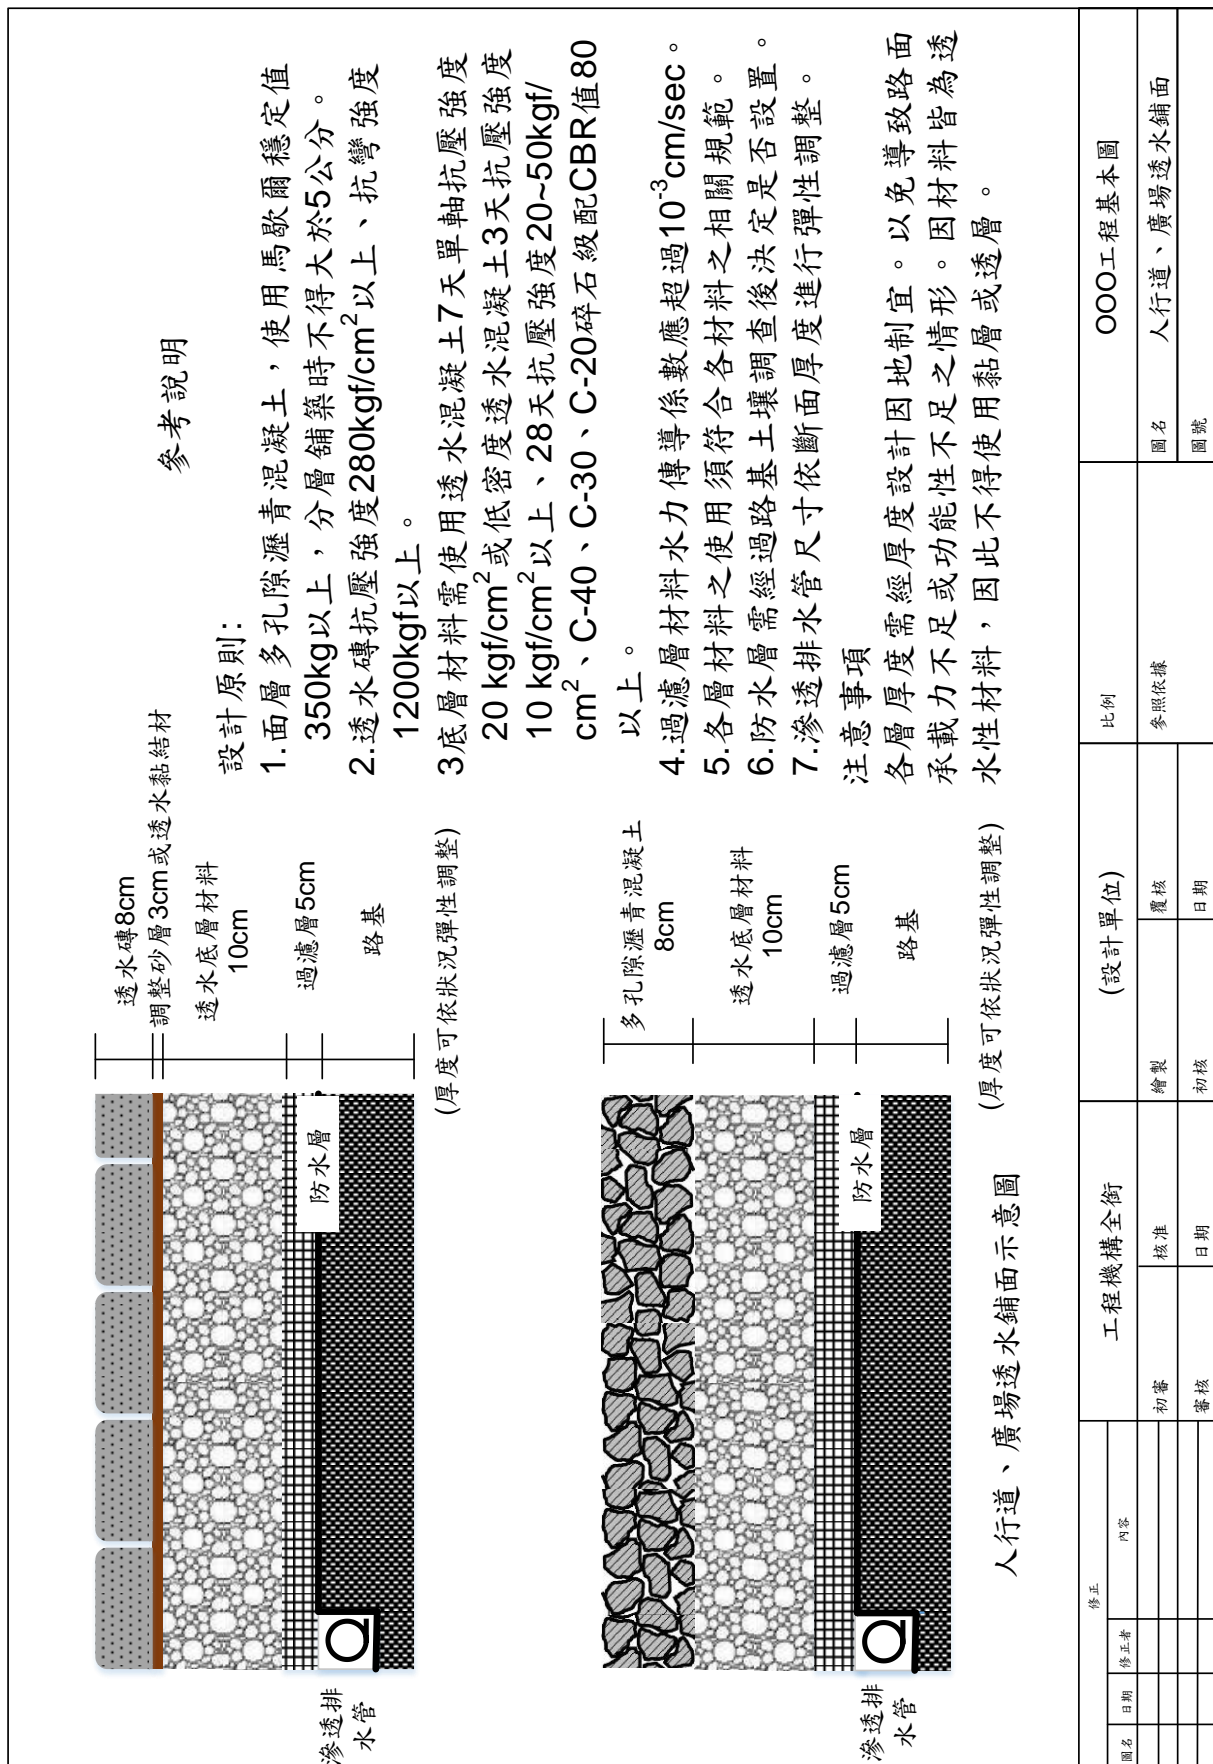 參考說明
設計原則:
1.面層多孔隙瀝青混凝土，使用馬歇爾穩定值
350kg以上，分層舖築時不得大於5公分。
2.透水磚抗壓強度280kgf/cm²以上、抗彎強度
1200kgf以上。
3底層材料需使用透水混凝土7天單軸抗壓強度
20 kgf/cm²或低密度透水混凝土3天抗壓強度
10 kgf/cm²以上、28天抗壓強度20~50kgf/
cm²、C-40、C-30、C-20碎石級配CBR值80
以上。
4.過濾層材料水力傳導係數應超過10⁻³cm/sec。
5.各層材料之使用須符合各材料之相關規範。
6.防水層需經過路基土壤調查後決定是否設置。
7.滲透排水管尺寸依斷面厚度進行彈性調整。
注意事項
各層厚度需經厚度設計因地制宜。以免導致路面
承載力不足或功能性不足之情形。因材料皆為透
水性材料，因此不得使用黏層或透層。
透水磚8cm
調整砂層3cm或透水黏結材
透水底層材料
10cm
過濾層5cm
路基
(厚度可依狀況彈性調整)
防水層
滲透排
水管
多孔隙瀝青混凝土
8cm
透水底層材料
10cm
過濾層5cm
路基
(厚度可依狀況彈性調整)
防水層
滲透排
水管
人行道、廣場透水鋪面示意圖
修正
圖名
日期
修正者
內容
工程機構全銜
初審
核准
審核
日期
(設計單位)
繪製
覆核
初核
日期
比例
參照依據
OOO工程基本圖
圖名
人行道、廣場透水鋪面
圖號